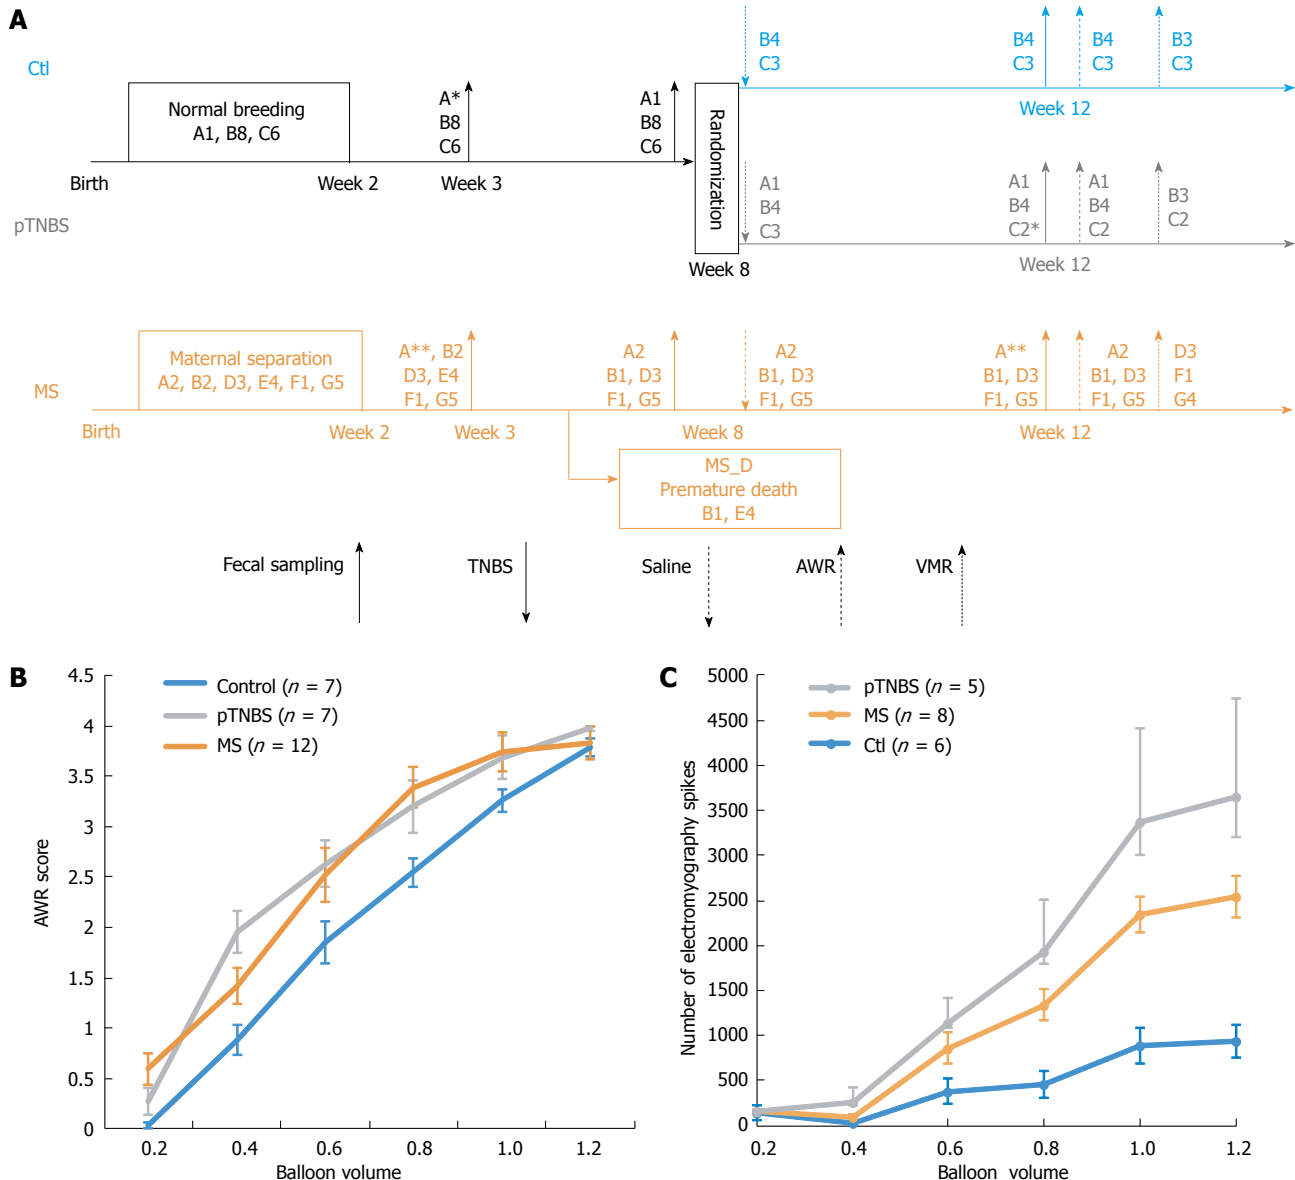 A
Ctl
Normal breeding
A1, B8, C6
A*
B8
C6
A1
B8
C6
Randomization
B4
C3
B4
C3
B4
C3
B3
C3
Week 12
Birth
Week 2
Week 3
pTNBS
A1
B4
C3
A1
B4
C2*
A1
B4
C2
B3
C2
Week 8
Week 12
MS
Maternal separation
A2, B2, D3, E4, F1, G5
A**, B2
D3, E4
F1, G5
A2
B1, D3
F1, G5
A2
B1, D3
F1, G5
A**
B1, D3
F1, G5
A2
B1, D3
F1, G5
D3
F1
G4
Birth
Week 2
Week 3
Week 8
Week 12
MS_D
Premature death
B1, E4
Fecal sampling
TNBS
Saline
AWR
VMR
B
4.5
4
3.5
3
2.5
2
1.5
1
0.5
0
AWR score
Control (n = 7)
pTNBS (n = 7)
MS (n = 12)
0.2
0.4
0.6
0.8
1.0
1.2
Balloon volume
C
5000
4500
4000
3500
3000
2500
2000
1500
1000
500
0
Number of electromyography spikes
pTNBS (n = 5)
MS (n = 8)
Ctl (n = 6)
0.2
0.4
0.6
0.8
1.0
1.2
Balloon volume